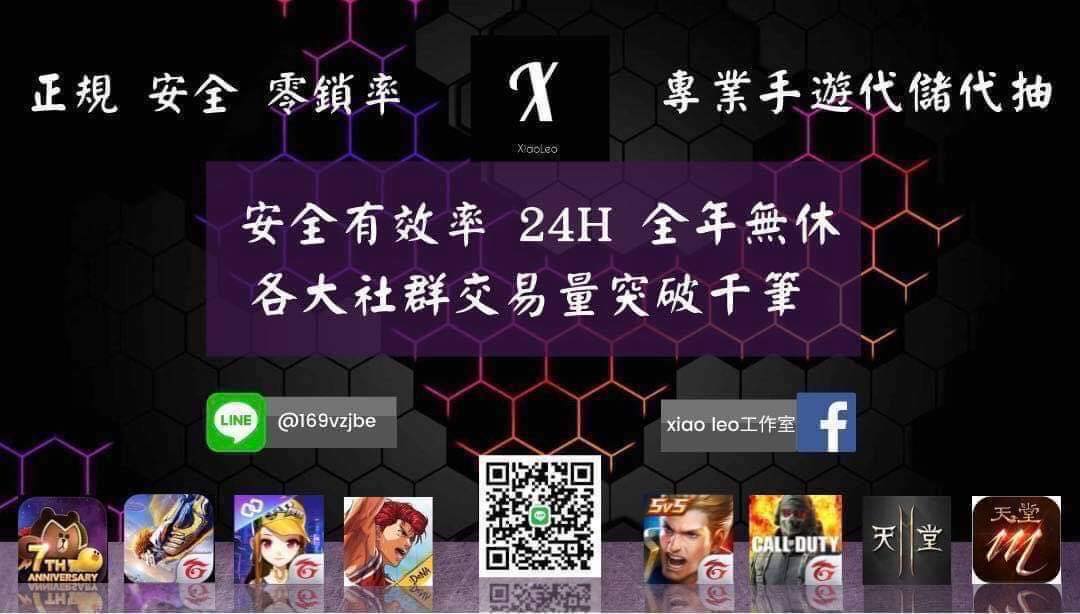 正規 安全 零鎖率
X
XiaoLeo
專業手遊代儲代抽
安全有效率 24H 全年無休
各大社群交易量突破千筆
LINE
@169vzjbe
xiao leo工作室
f
7TH
ANNIVERSARY
DeNA
LINE
5v5
CALL DUTY
天堂
天堂
M